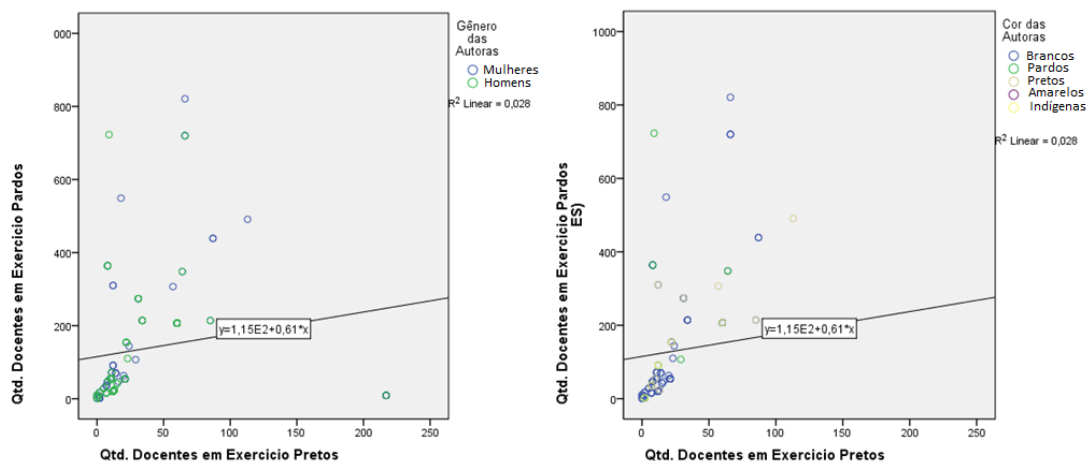 Gênero
das
Autoras
Mulheres
Homens
R² Linear = 0,028
Qtd. Docentes em Exercicio Pardos
000
800
600
400
200
0
y=1,15E2+0,61*x
0
50
100
150
200
250
Qtd. Docentes em Exercicio Pretos
Cor das
Autoras
Brancos
Pardos
Pretos
Amarelos
Indígenas
R² Linear = 0,028
Qtd. Docentes em Exercicio Pardos
ES)
1000
800
600
400
200
0
y=1,15E2+0,61*x
0
50
100
150
200
250
Qtd. Docentes em Exercicio Pretos